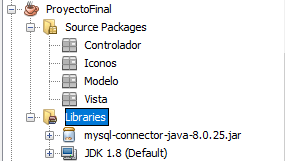 ProyectoFinal
Source Packages
Controlador
Iconos
Modelo
Vista
Libraries
mysql-connector-java-8.0.25.jar
JDK 1.8 (Default)